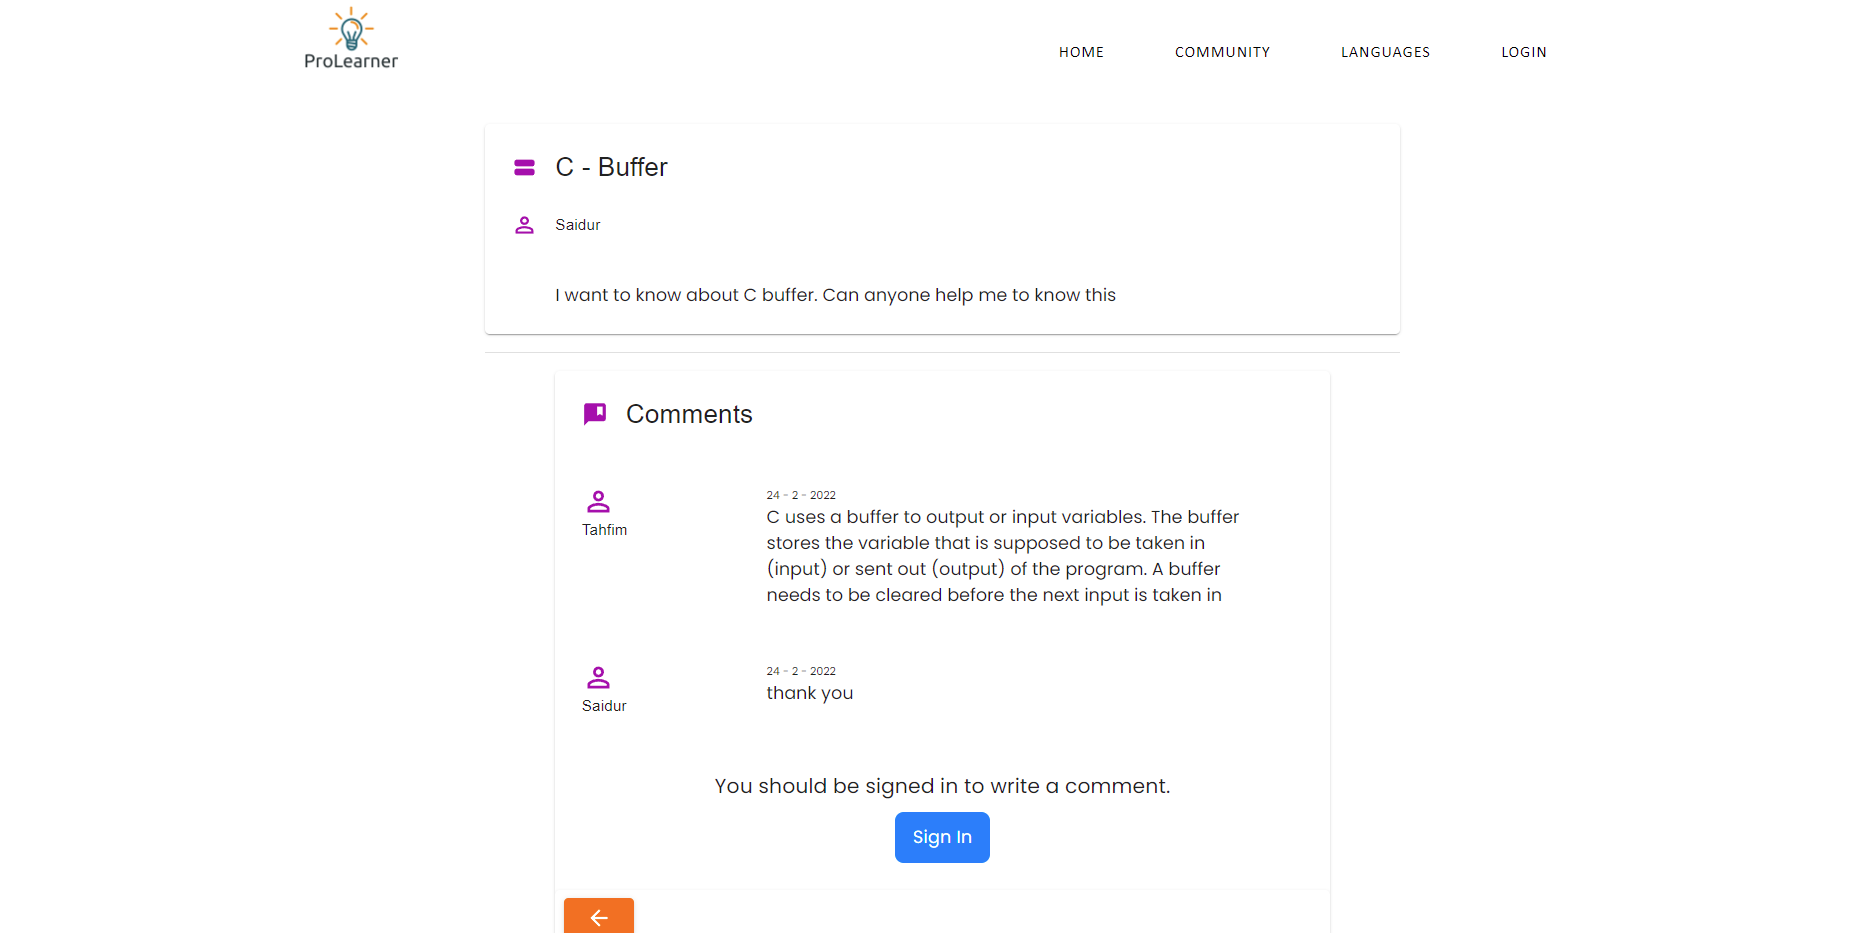 ProLearner
HOME
COMMUNITY
LANGUAGES
LOGIN
C - Buffer
Saidur
I want to know about C buffer. Can anyone help me to know this
Comments
Tahfim
24 - 2 - 2022
C uses a buffer to output or input variables. The buffer
stores the variable that is supposed to be taken in
(input) or sent out (output) of the program. A buffer
needs to be cleared before the next input is taken in
Saidur
24 - 2 - 2022
thank you
You should be signed in to write a comment.
Sign In